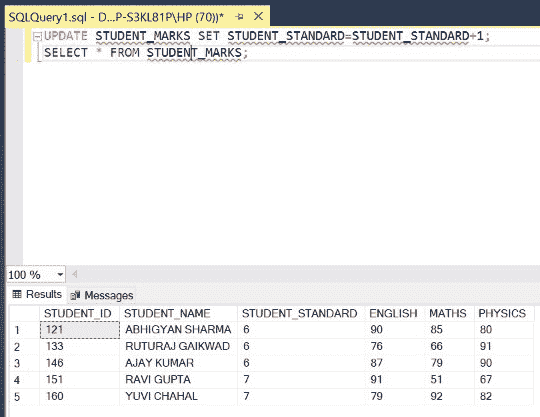 SQLQuery1.sql - D...P-S3KL81P\HP (70))*
UPDATE STUDENT_MARKS SET STUDENT_STANDARD=STUDENT_STANDARD+1;
SELECT * FROM STUDENT_MARKS;
100 %
Results Messages
STUDENT_ID STUDENT_NAME STUDENT_STANDARD ENGLISH MATHS PHYSICS
1 121 ABHIGYAN SHARMA 6 90 85 80
2 133 RUTURAJ GAIKWAD 6 76 66 91
3 146 AJAY KUMAR 6 87 79 90
4 151 RAVI GUPTA 7 91 51 67
5 160 YUVI CHAHAL 7 79 92 82